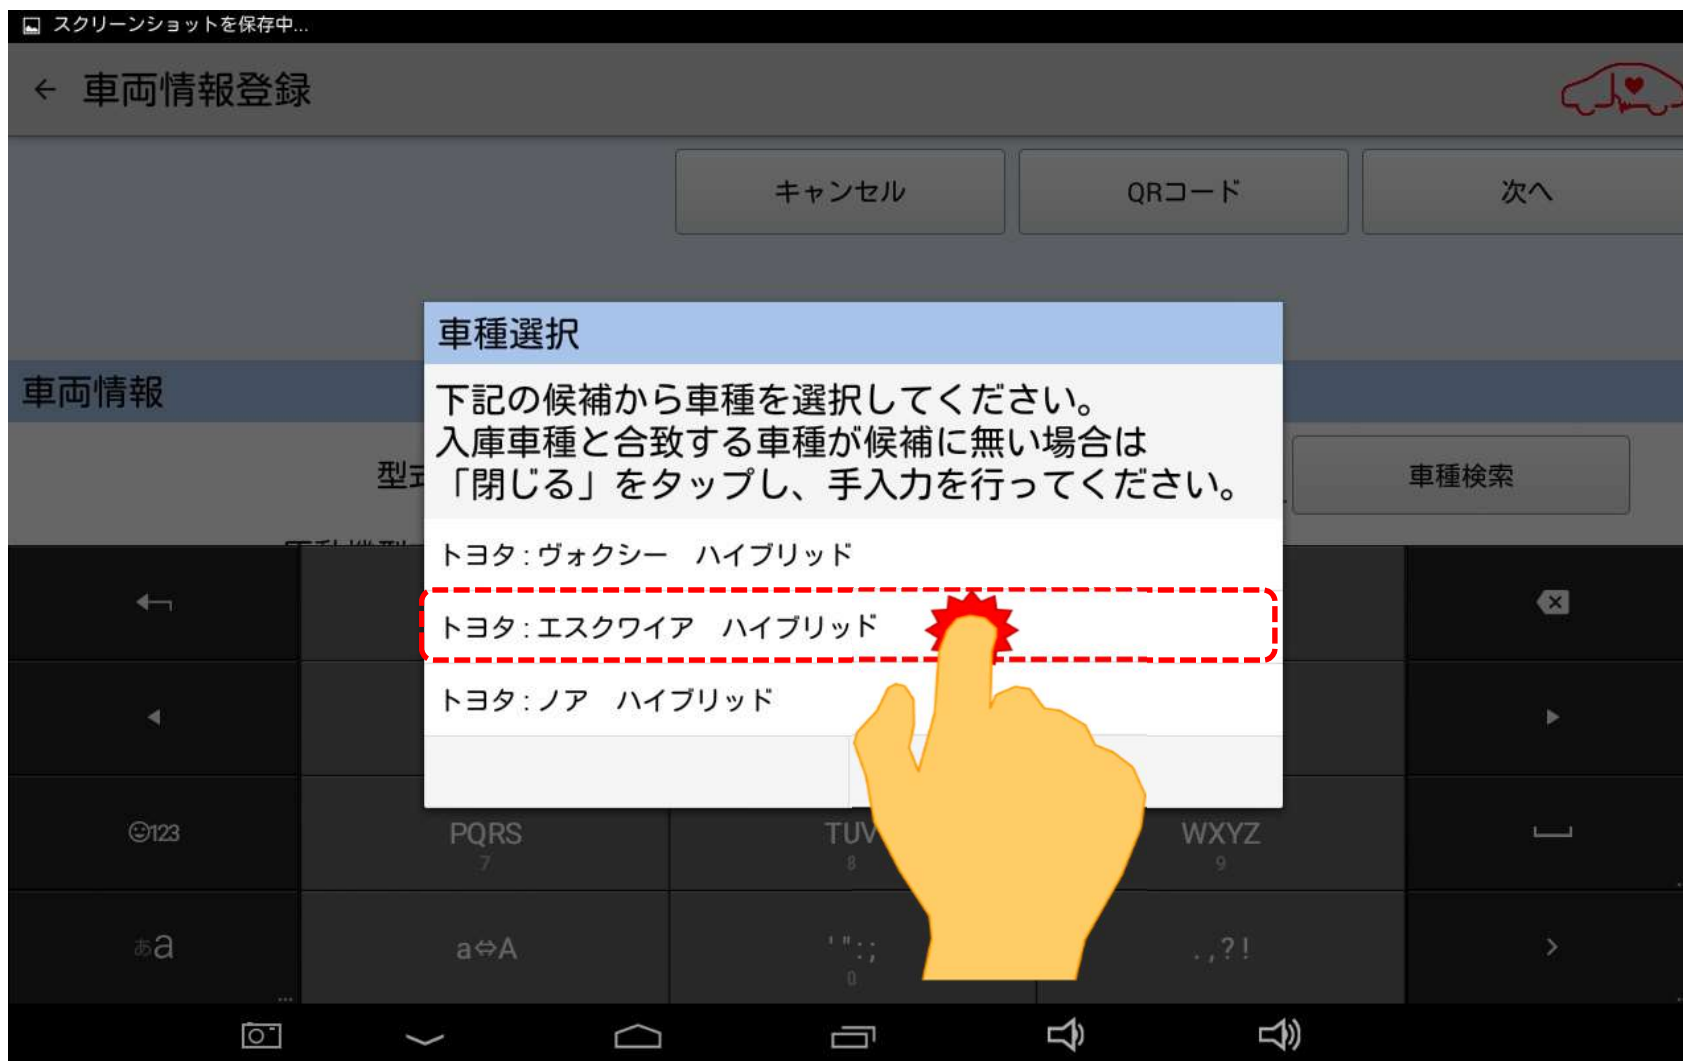 スクリーンショットを保存中...
← 車両情報登録
キャンセル
QRコード
次へ
車種選択
車両情報
下記の候補から車種を選択してください。
入庫車種と合致する車種が候補に無い場合は
「閉じる」をタップし、手入力を行ってください。
型式
車種検索
トヨタ:ヴォクシー　ハイブリッド
トヨタ:エスクワイア　ハイブリッド
トヨタ:ノア　ハイブリッド
☺123
PQRS
7
TUV
8
WXYZ
9
あa
a⇔A
'":;
0
.,?!